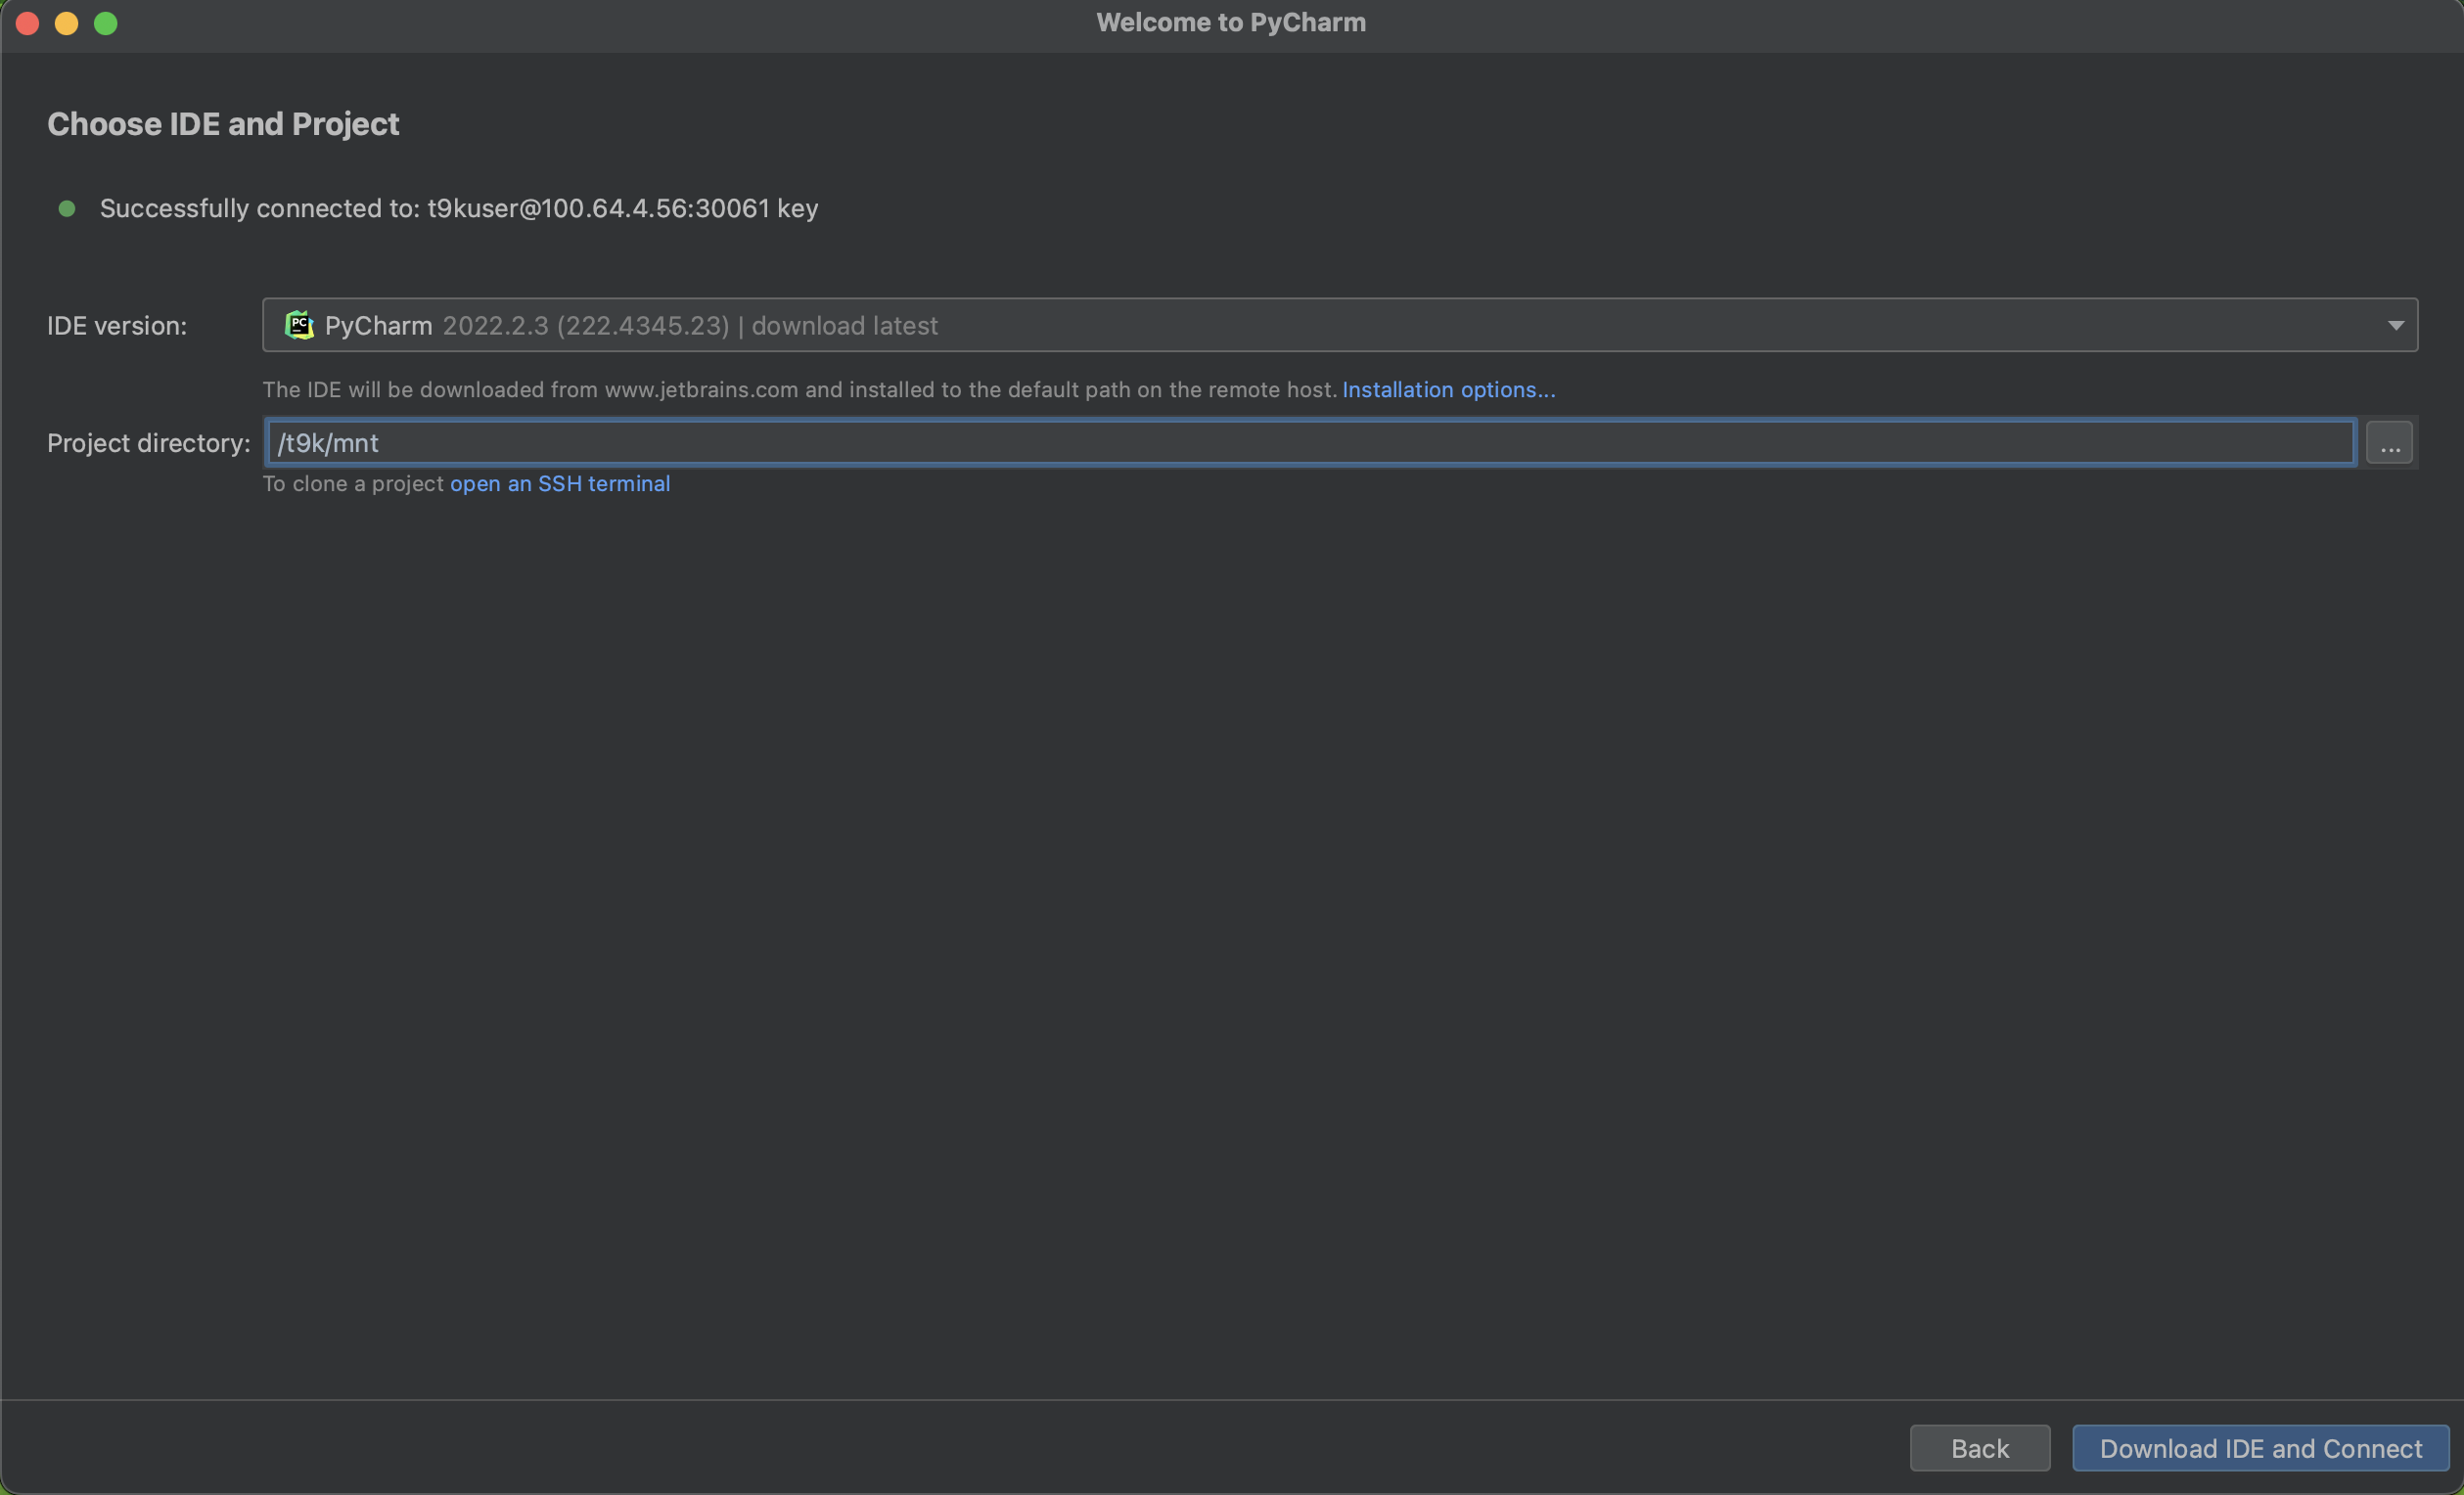 Welcome to PyCharm
Choose IDE and Project
Successfully connected to: t9kuser@100.64.4.56:30061 key
IDE version: PC PyCharm 2022.2.3 (222.4345.23) | download latest
The IDE will be downloaded from www.jetbrains.com and installed to the default path on the remote host. Installation options...
Project directory: /t9k/mnt ...
To clone a project open an SSH terminal
Back Download IDE and Connect